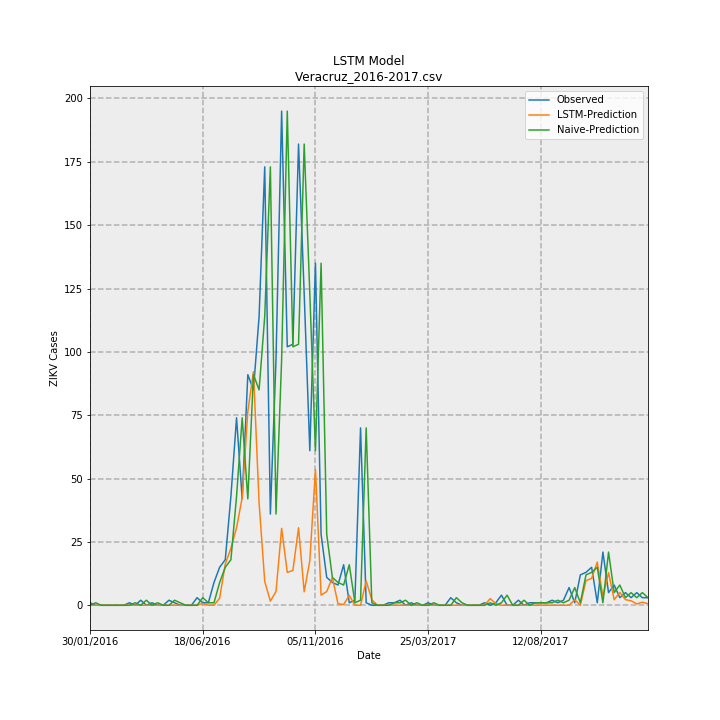 LSTM Model
Veracruz_2016-2017.csv
Observed
LSTM-Prediction
Naive-Prediction
200
175
150
125
100
75
50
25
0
ZIKV Cases
30/01/2016
18/06/2016
05/11/2016
25/03/2017
12/08/2017
Date